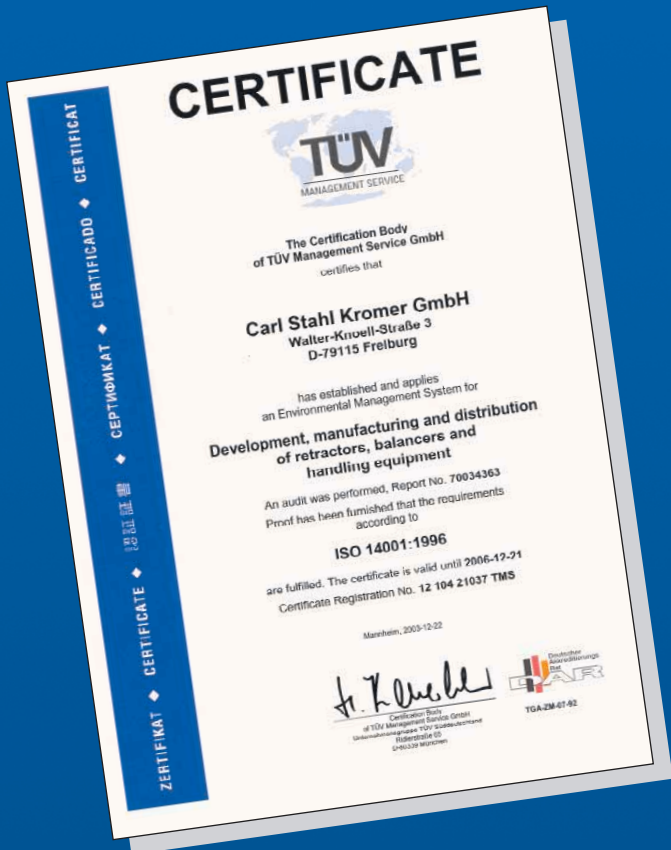 CERTIFICATE
TÜV
MANAGEMENT SERVICE
The Certification Body
of TÜV Management Service GmbH
certifies that
Carl Stahl Kromer GmbH
Walter-Knoell-Straße 3
D-79115 Freiburg
has established and applies
an Environmental Management System for
Development, manufacturing and distribution
of retractors, balancers and
handling equipment
An audit was performed, Report No. 70034363
Proof has been furnished that the requirements
according to
ISO 14001:1996
are fulfilled. The certificate is valid until 2006-12-21
Certificate Registration No. 12 104 21037 TMS
Mannheim, 2003-12-22
Certification Body
of TÜV Management Service GmbH
Unternehmensgruppe TÜV Süddeutschland
Ridlerstraße 65
D-80339 München
Deutscher
Akkreditierungs
Rat
DAR
TGA-ZM-07-92
ZERTIFIKAT ◆ CERTIFICATE ◆ 認証証書 ◆ СЕРТИФИКАТ ◆ CERTIFICADO ◆ CERTIFICAT